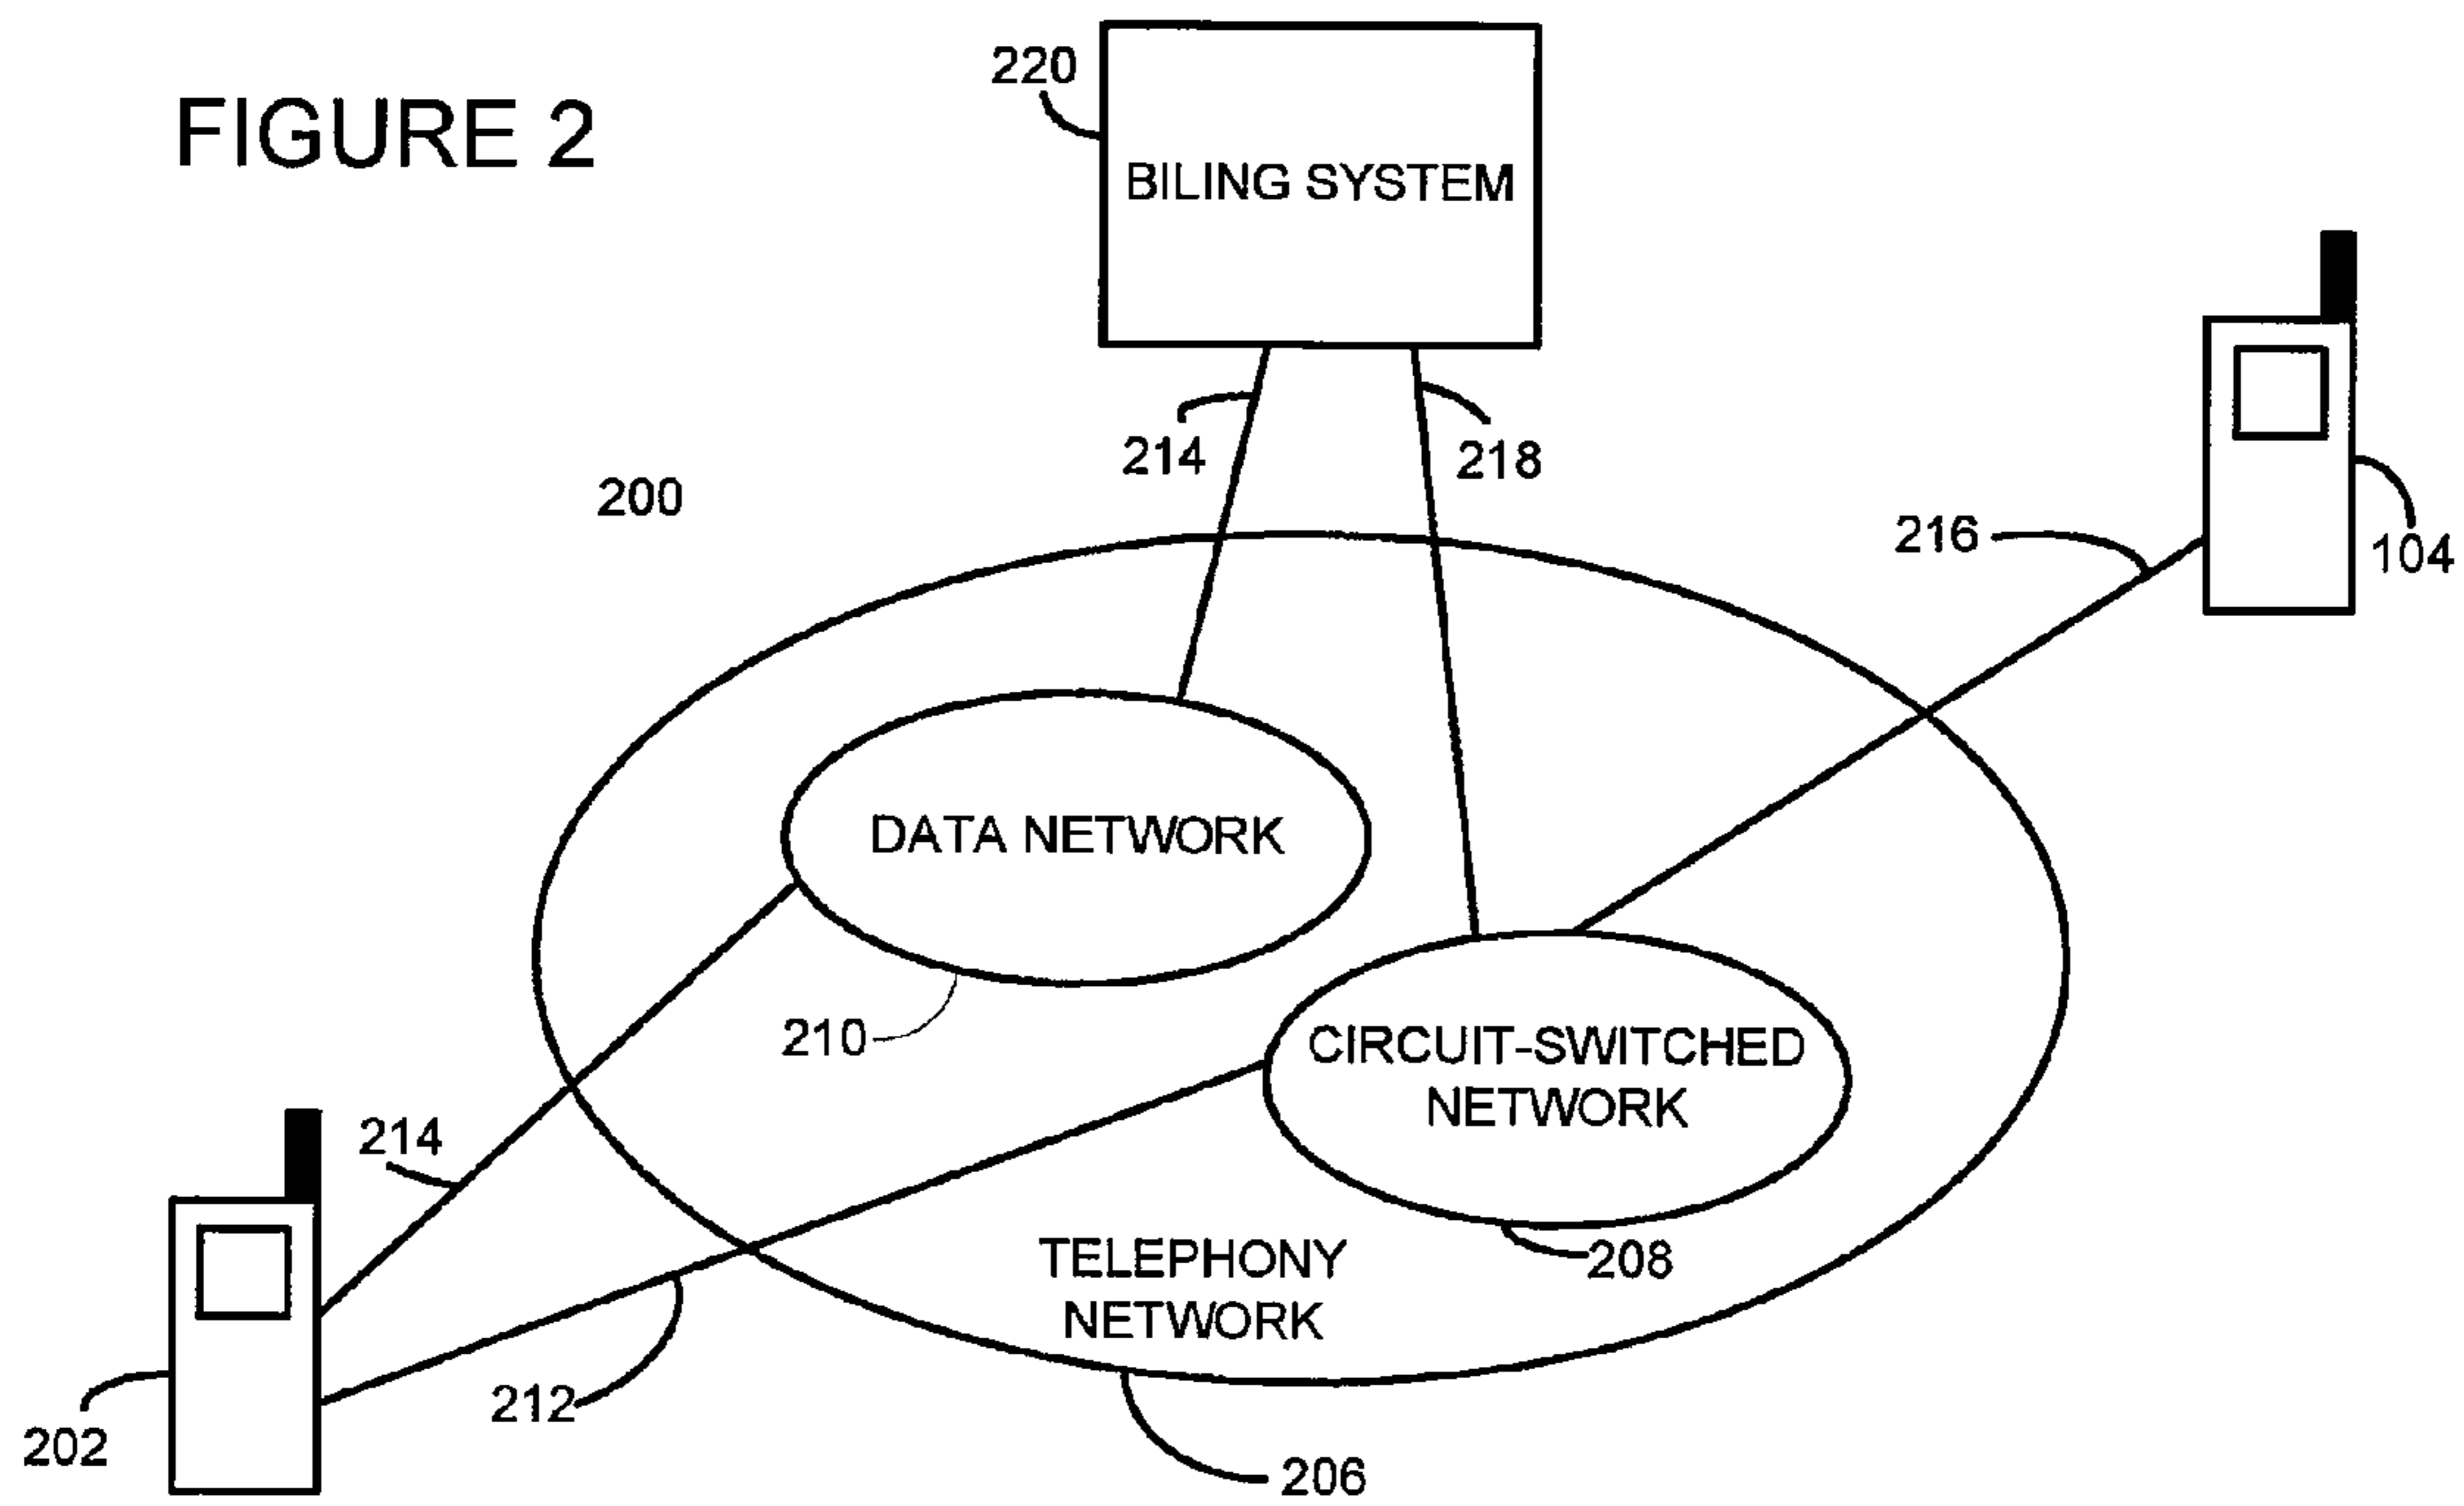 FIGURE 2
220
BILING SYSTEM
214
218
200
216
104
DATA NETWORK
210
CIRCUIT-SWITCHED
NETWORK
214
208
TELEPHONY
NETWORK
212
202
206